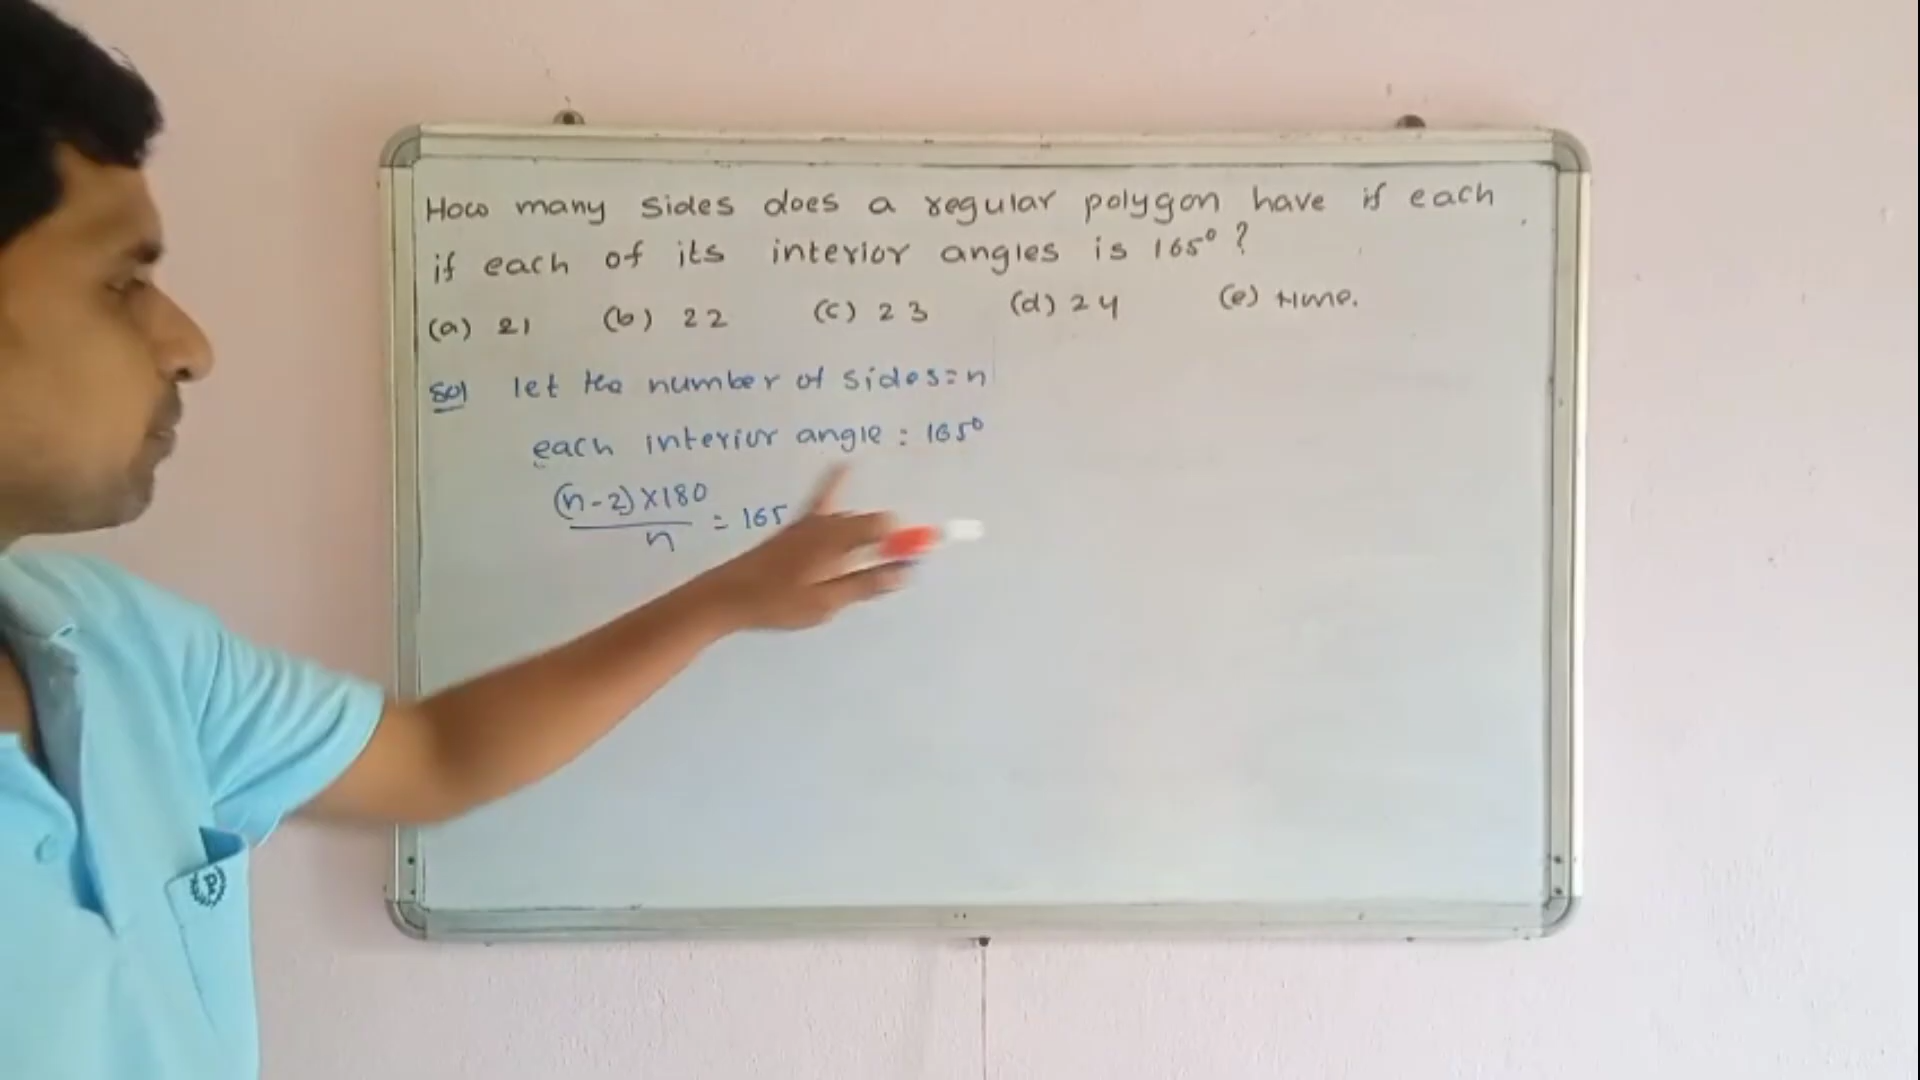 How many sides does a regular polygon have if each
if each of its interior angles is 165° ?
(a) 21 (b) 22 (c) 23 (d) 24 (e) None.
Sol let the number of sides = n
each interior angle = 165°
(n-2)×180
n
= 165
P